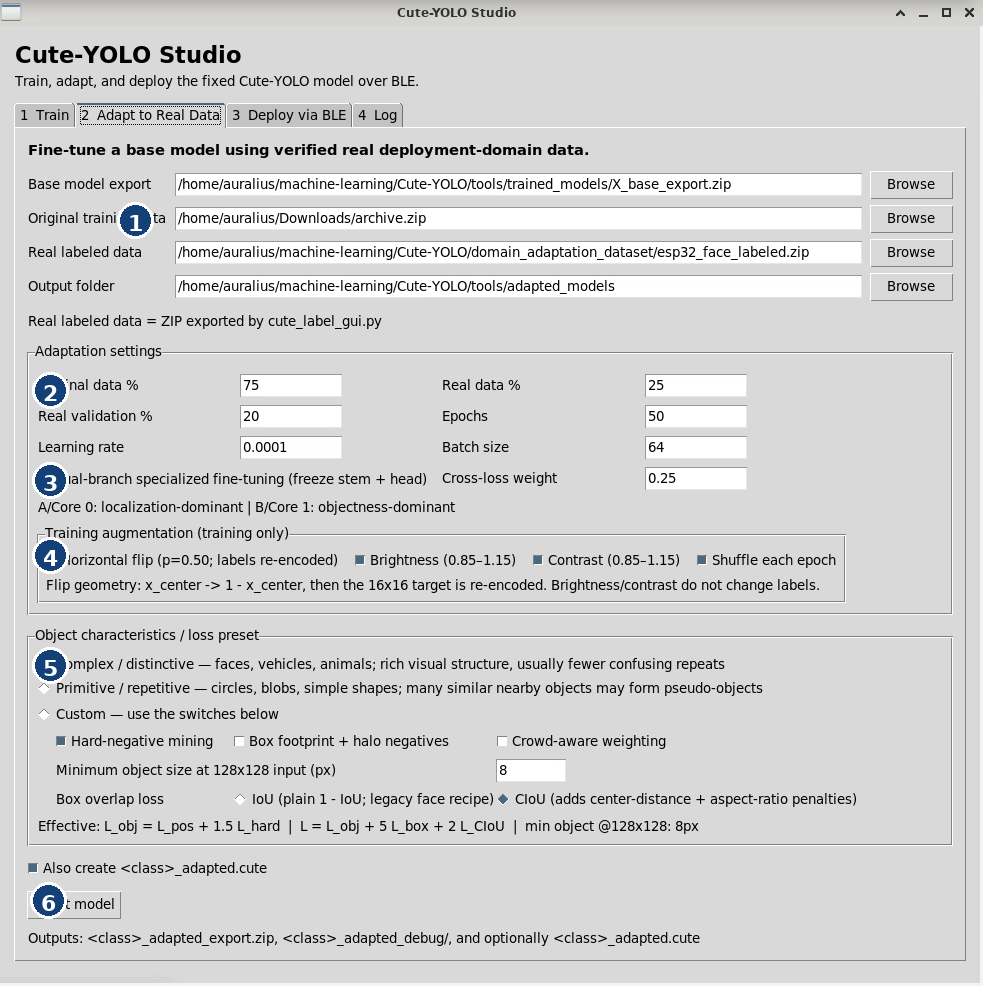 Cute-YOLO Studio
Cute-YOLO Studio
Train, adapt, and deploy the fixed Cute-YOLO model over BLE.
1 Train 2 Adapt to Real Data 3 Deploy via BLE 4 Log
Fine-tune a base model using verified real deployment-domain data.
Base model export /home/auralius/machine-learning/Cute-YOLO/tools/trained_models/X_base_export.zip Browse
Original traini 1 ta /home/auralius/Downloads/archive.zip Browse
Real labeled data /home/auralius/machine-learning/Cute-YOLO/domain_adaptation_dataset/esp32_face_labeled.zip Browse
Output folder /home/auralius/machine-learning/Cute-YOLO/tools/adapted_models Browse
Real labeled data = ZIP exported by cute_label_gui.py
Adaptation settings
2 nal data % 75 Real data % 25
Real validation % 20 Epochs 50
Learning rate 0.0001 Batch size 64
3 ual-branch specialized fine-tuning (freeze stem + head) Cross-loss weight 0.25
A/Core 0: localization-dominant | B/Core 1: objectness-dominant
Training augmentation (training only)
4 orizontal flip (p=0.50; labels re-encoded) Brightness (0.85–1.15) Contrast (0.85–1.15) Shuffle each epoch
Flip geometry: x_center -> 1 - x_center, then the 16x16 target is re-encoded. Brightness/contrast do not change labels.
Object characteristics / loss preset
5 omplex / distinctive — faces, vehicles, animals; rich visual structure, usually fewer confusing repeats
Primitive / repetitive — circles, blobs, simple shapes; many similar nearby objects may form pseudo-objects
Custom — use the switches below
Hard-negative mining Box footprint + halo negatives Crowd-aware weighting
Minimum object size at 128x128 input (px) 8
Box overlap loss IoU (plain 1 - IoU; legacy face recipe) CIoU (adds center-distance + aspect-ratio penalties)
Effective: L_obj = L_pos + 1.5 L_hard | L = L_obj + 5 L_box + 2 L_CIoU | min object @128x128: 8px
Also create <class>_adapted.cute
6 t model
Outputs: <class>_adapted_export.zip, <class>_adapted_debug/, and optionally <class>_adapted.cute